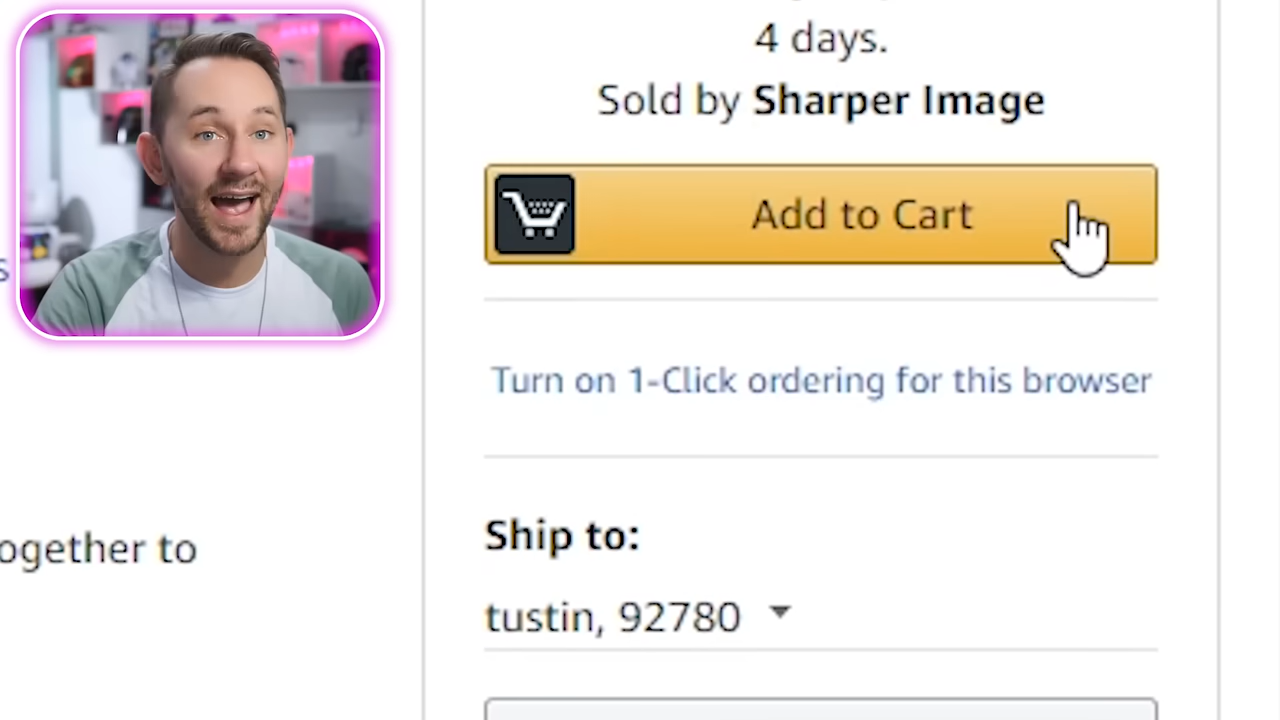 4 days.
Sold by Sharper Image
Add to Cart
Turn on 1-Click ordering for this browser
Ship to:
ogether to
tustin, 92780